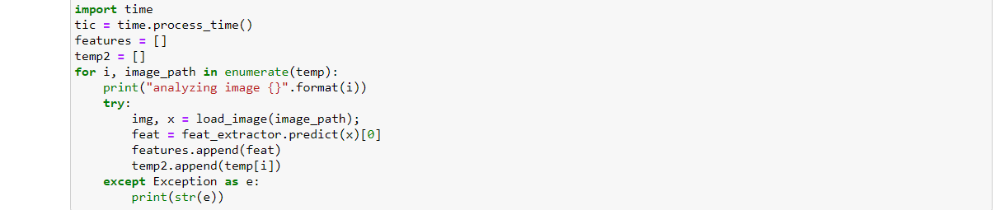 import time
tic = time.process_time()
features = []
temp2 = []
for i, image_path in enumerate(temp):
    print("analyzing image {}".format(i))
    try:
        img, x = load_image(image_path);
        feat = feat_extractor.predict(x)[0]
        features.append(feat)
        temp2.append(temp[i])
    except Exception as e:
        print(str(e))